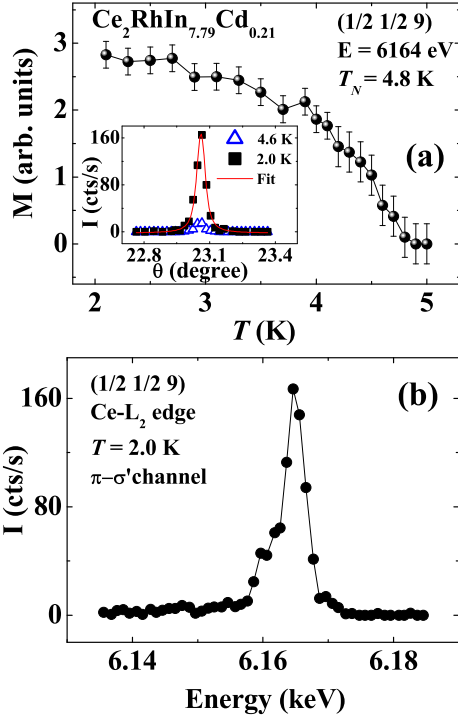 Ce2RhIn7.79Cd0.21
(1/2 1/2 9)
E = 6164 eV
TN = 4.8 K
(a)
M (arb. units)
3
2
1
0
I (cts/s)
160
80
0
4.6 K
2.0 K
Fit
22.8 23.1 23.4
θ (degree)
2 3 4 5
T (K)
(b)
(1/2 1/2 9)
Ce-L2 edge
T = 2.0 K
π−σ'channel
I (cts/s)
160
80
0
6.14 6.16 6.18
Energy (keV)